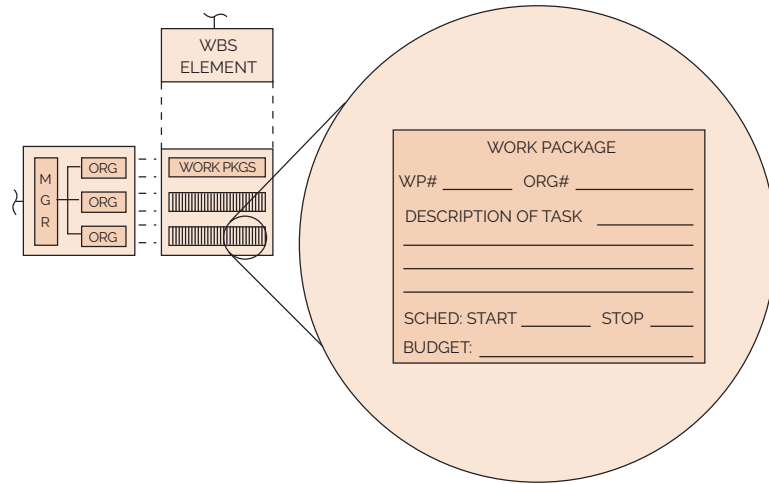 WBS
ELEMENT
M
G
R
ORG
ORG
ORG
WORK PKGS
WORK PACKAGE
WP# ORG#
DESCRIPTION OF TASK
SCHED: START STOP
BUDGET: